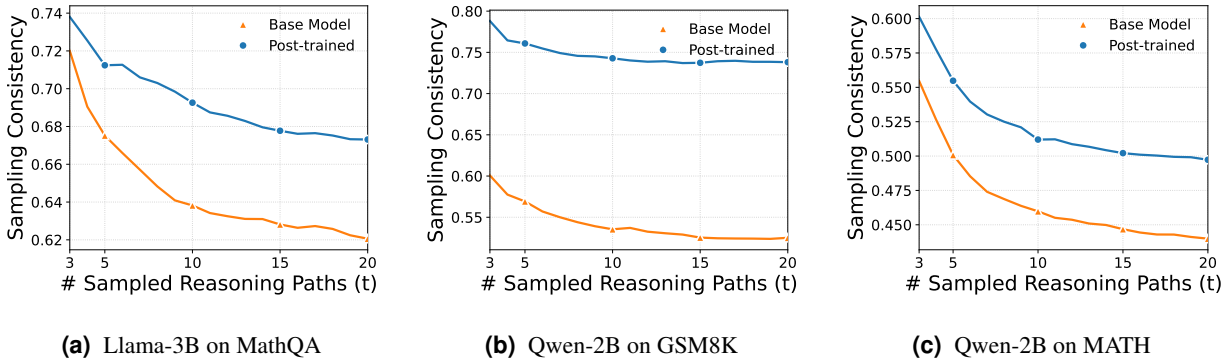 Sampling Consistency
0.74
0.72
0.70
0.68
0.66
0.64
0.62
Base Model
Post-trained
3 5 10 15 20
# Sampled Reasoning Paths (t)
(a) Llama-3B on MathQA
Sampling Consistency
0.80
0.75
0.70
0.65
0.60
0.55
Base Model
Post-trained
3 5 10 15 20
# Sampled Reasoning Paths (t)
(b) Qwen-2B on GSM8K
Sampling Consistency
0.600
0.575
0.550
0.525
0.500
0.475
0.450
Base Model
Post-trained
3 5 10 15 20
# Sampled Reasoning Paths (t)
(c) Qwen-2B on MATH